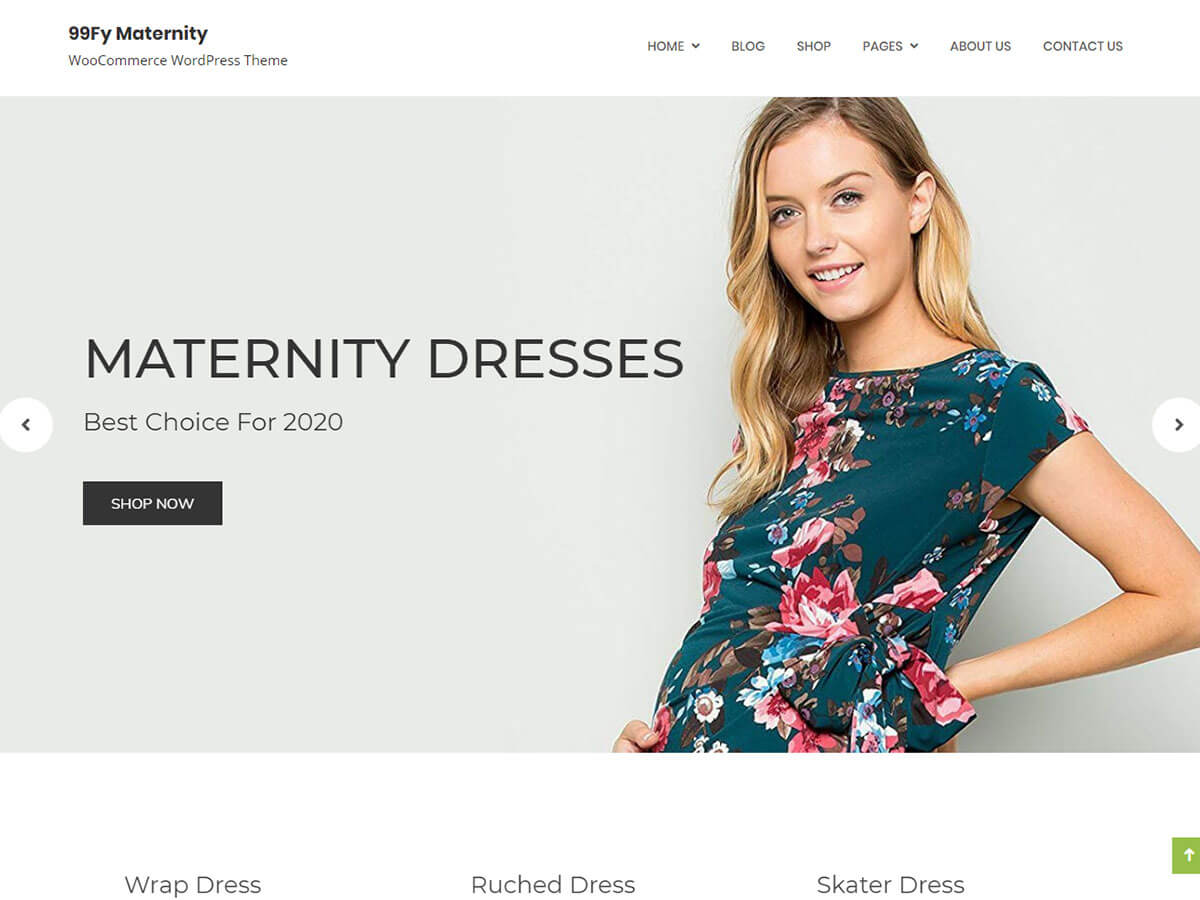 99Fy Maternity
WooCommerce WordPress Theme
HOME BLOG SHOP PAGES ABOUT US CONTACT US
MATERNITY DRESSES
Best Choice For 2020
SHOP NOW
Wrap Dress Ruched Dress Skater Dress